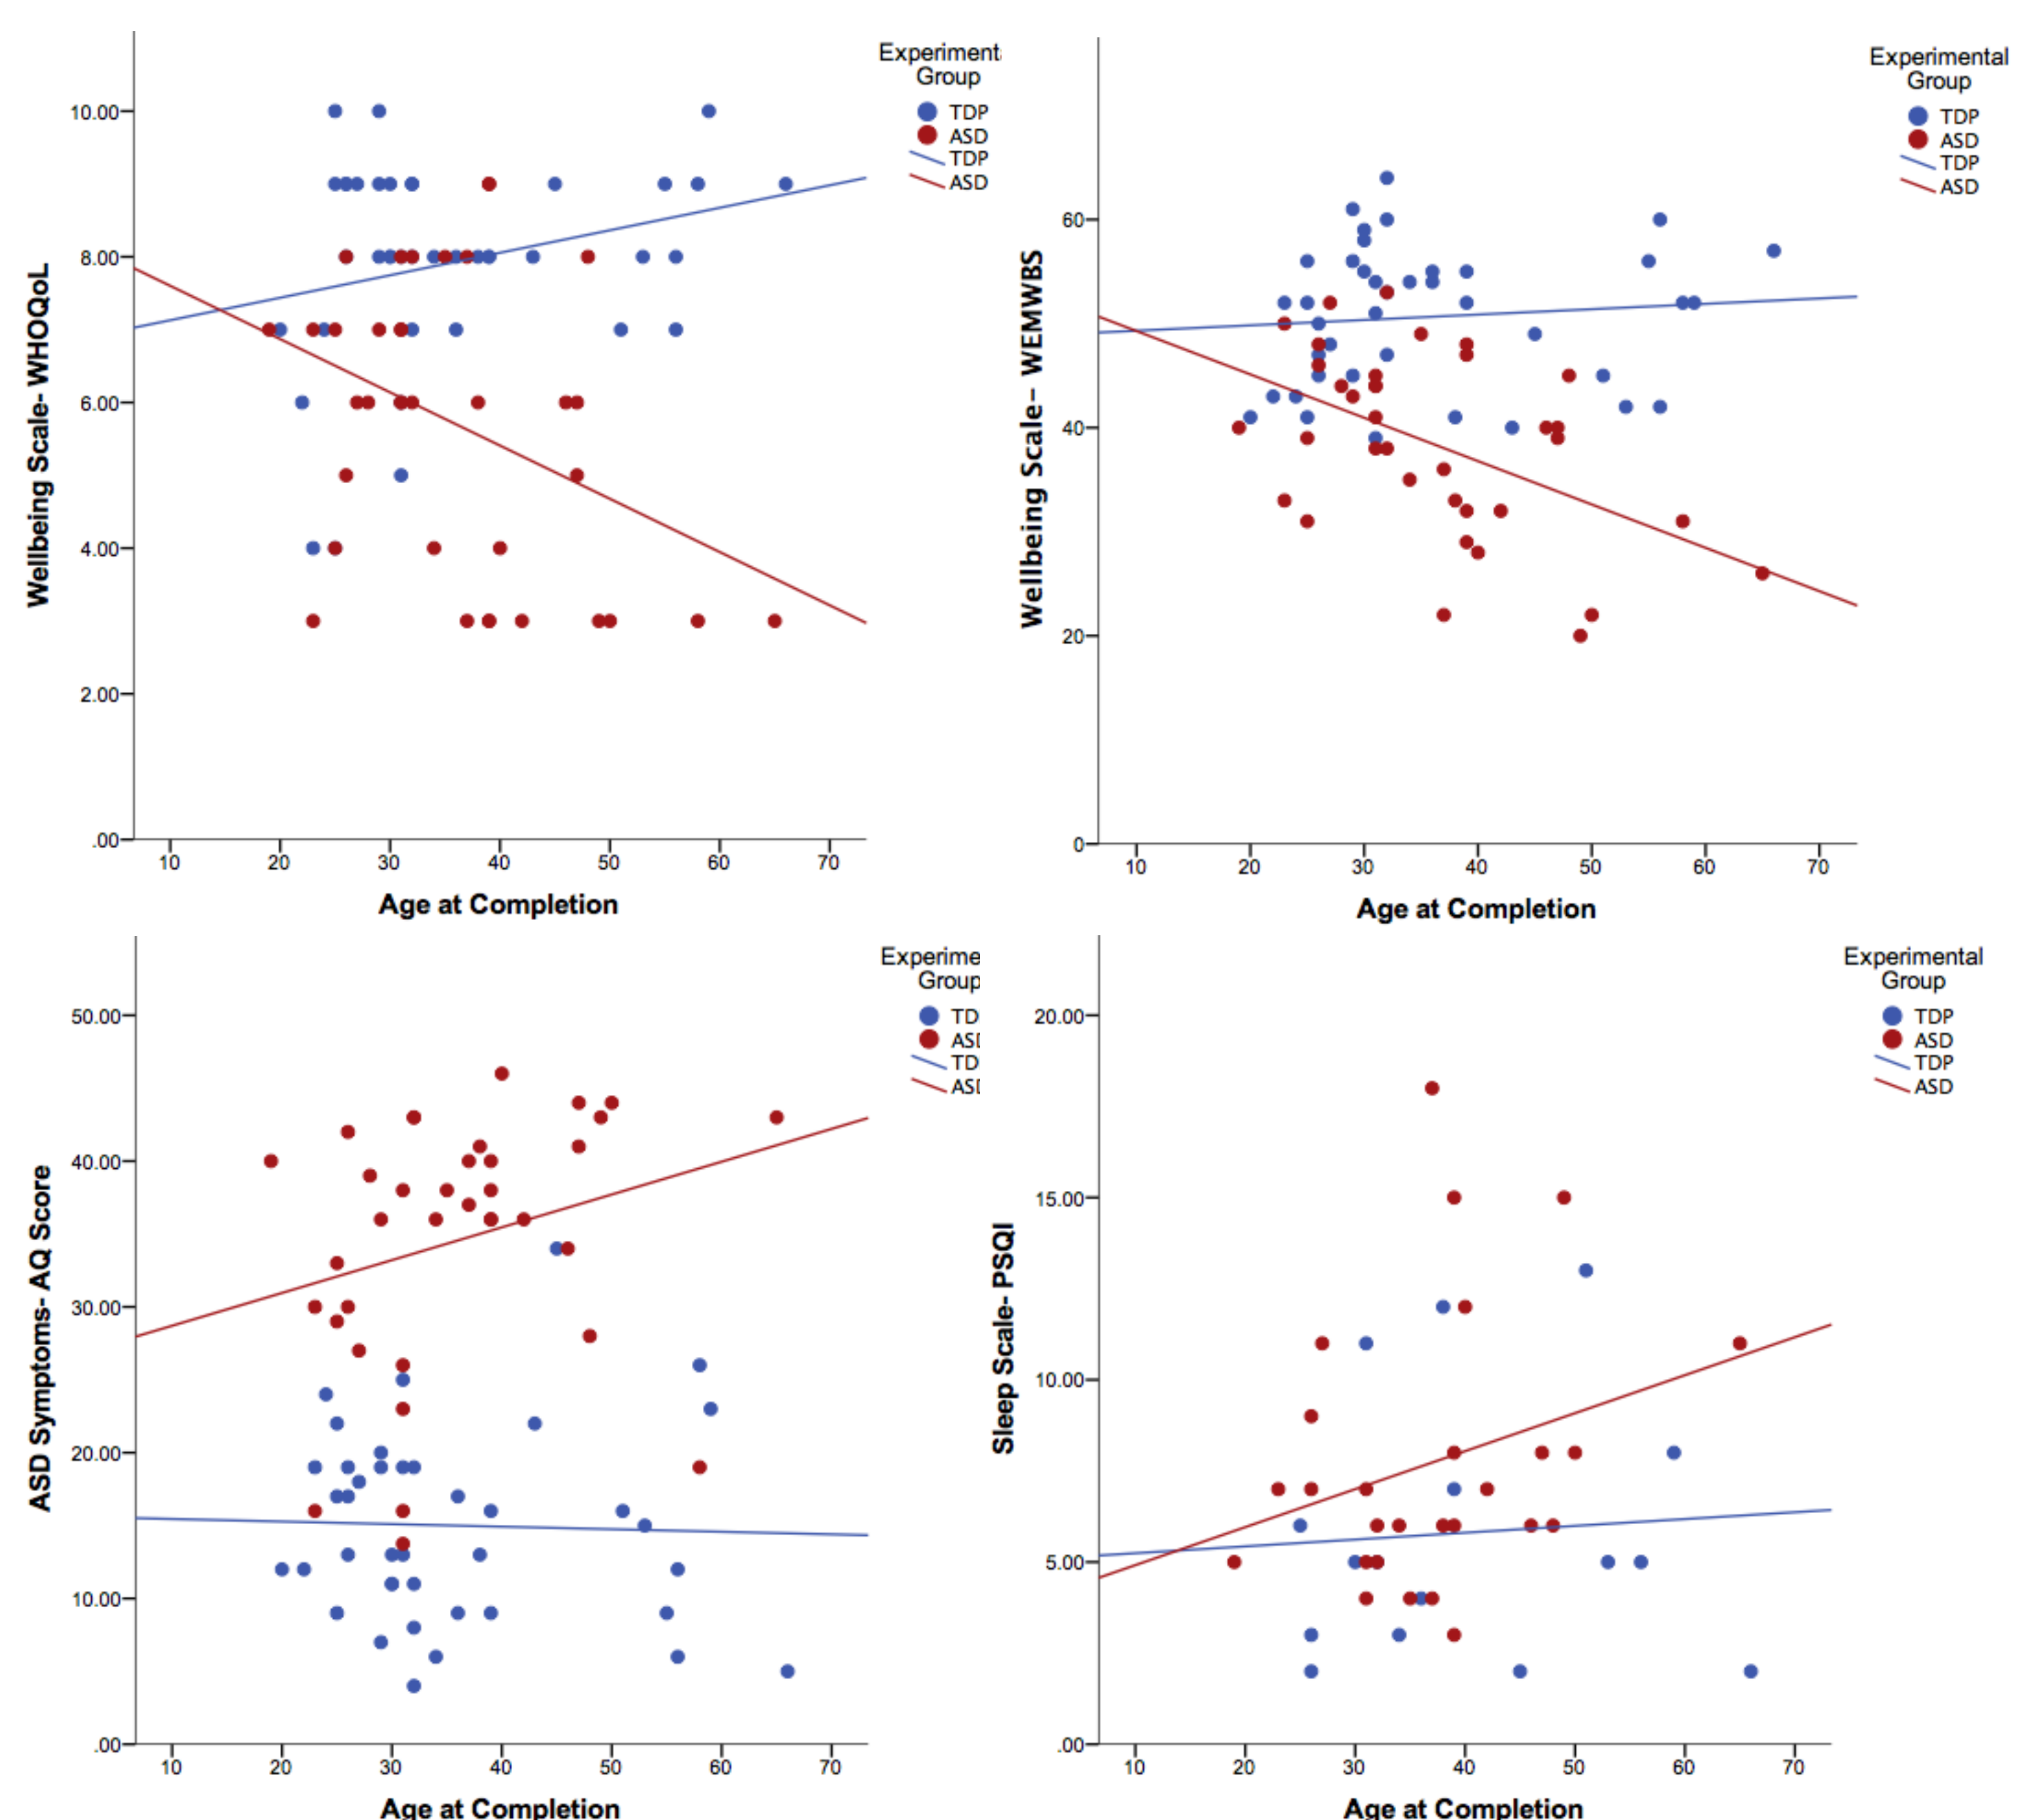 Experimenta
Group
TDP
ASD
TDP
ASD
10.00
8.00
6.00
4.00
2.00
.00
Wellbeing Scale- WHOQoL
10 20 30 40 50 60 70
Age at Completion
Experimental
Group
TDP
ASD
TDP
ASD
60
40
20
0
Wellbeing Scale- WEMWBS
10 20 30 40 50 60 70
Age at Completion
Experime
Group
TD
ASD
TD
ASD
50.00
40.00
30.00
20.00
10.00
.00
ASD Symptoms- AQ Score
10 20 30 40 50 60 70
Age at Completion
Experimental
Group
TDP
ASD
TDP
ASD
20.00
15.00
10.00
5.00
.00
Sleep Scale- PSQI
10 20 30 40 50 60 70
Age at Completion